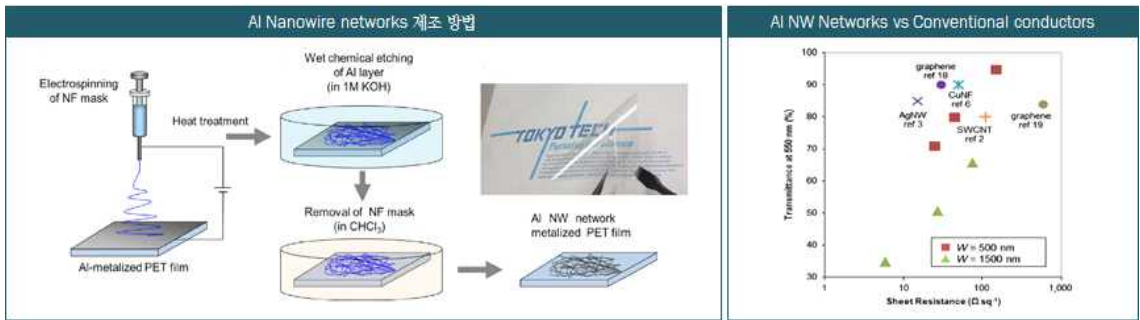 Al Nanowire networks 제조 방법
Electrospinning
of NF mask
Heat treatment
Al-metalized PET film
Wet chemical etching
of Al layer
(in 1M KOH)
Removal of NF mask
(in CHCl₃)
TOKYO TECH
Al NW network
metalized PET film
Al NW Networks vs Conventional conductors
Transmittance at 550 nm (%)
100
90
80
70
60
50
40
30
graphene
ref 18
CuNF
ref 6
AgNW
ref 3
SWCNT
ref 2
graphene
ref 19
W = 500 nm
W = 1500 nm
1
10
100
1,000
Sheet Resistance (Ω sq⁻¹)